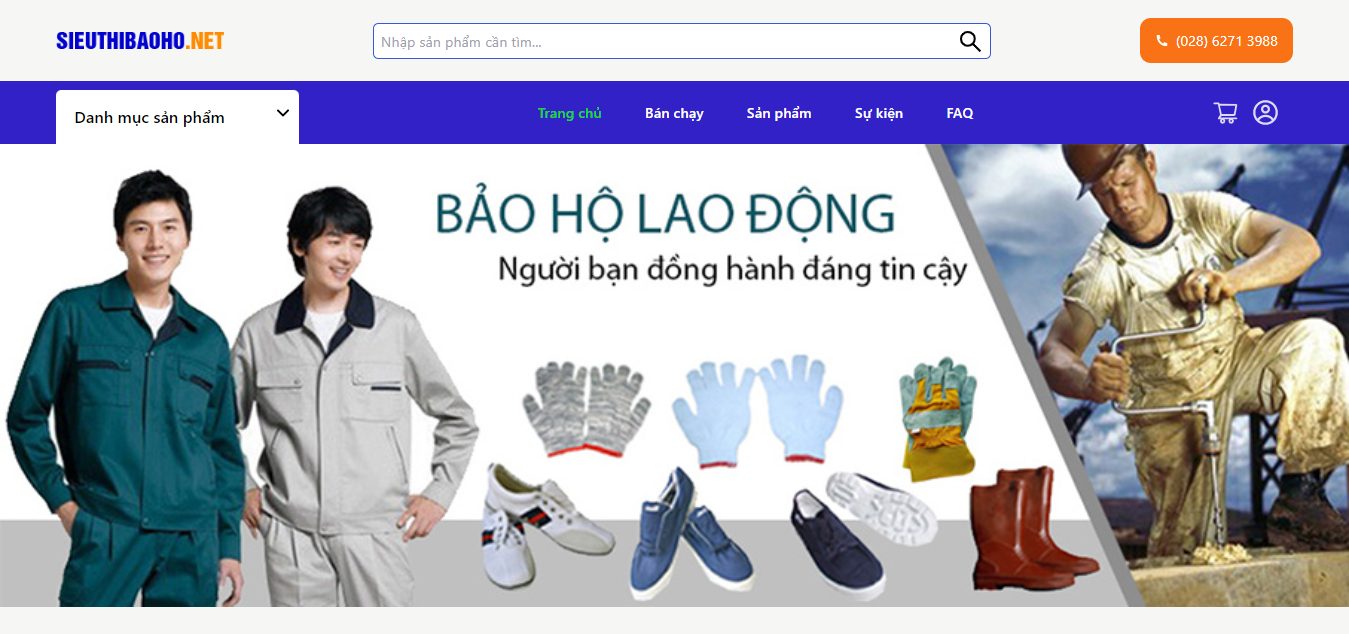 SIEUTHIBAOHO.NET
Nhập sản phẩm cần tìm...
(028) 6271 3988
Danh mục sản phẩm
Trang chủ
Bán chạy
Sản phẩm
Sự kiện
FAQ
BẢO HỘ LAO ĐỘNG
Người bạn đồng hành đáng tin cậy